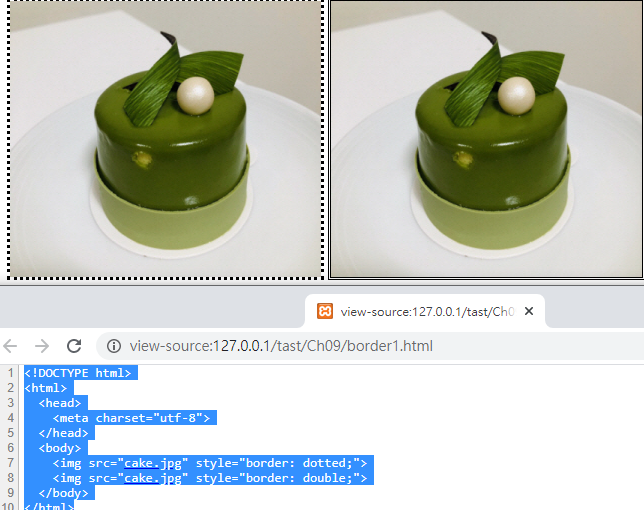 view-source:127.0.0.1/tast/Ch0
view-source:127.0.0.1/tast/Ch09/border1.html
1 <!DOCTYPE html>
2 <html>
3 <head>
4 <meta charset="utf-8">
5 </head>
6 <body>
7 <img src="cake.jpg" style="border: dotted;">
8 <img src="cake.jpg" style="border: double;">
9 </body>
10 </html>